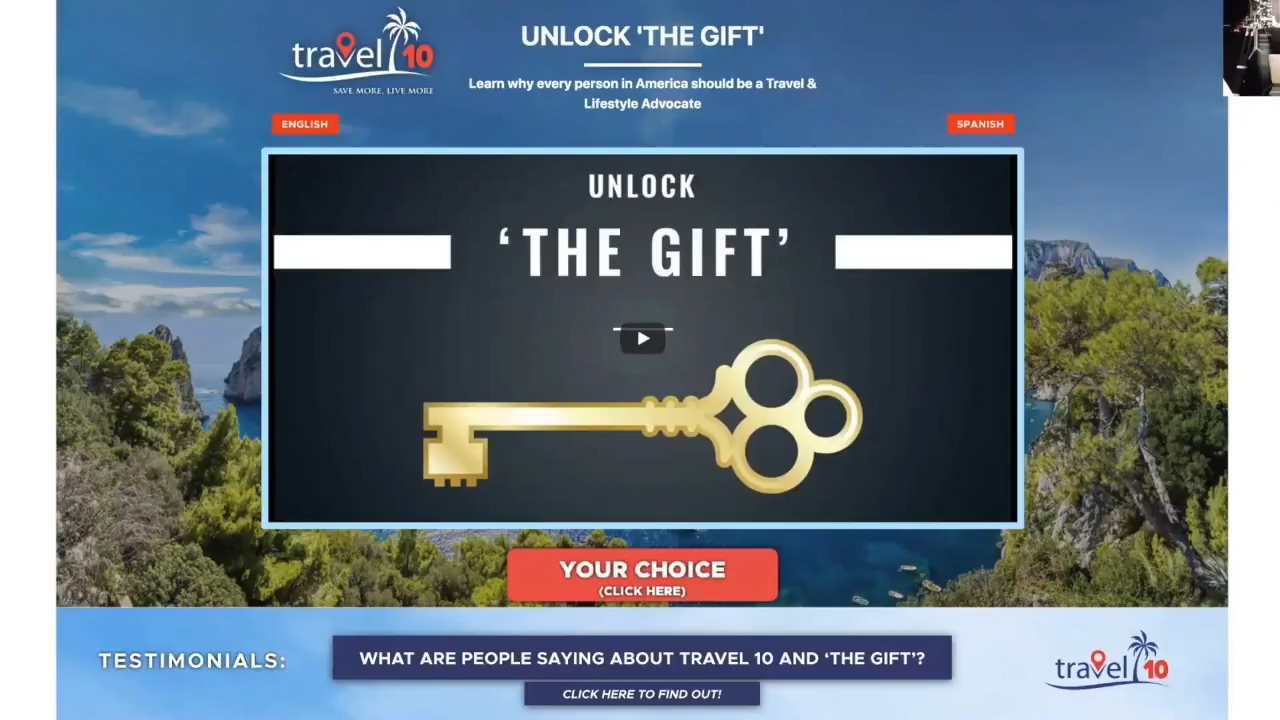 travel 10
SAVE MORE. LIVE MORE
UNLOCK 'THE GIFT'
Learn why every person in America should be a Travel &
Lifestyle Advocate
ENGLISH
SPANISH
UNLOCK
‘THE GIFT’
YOUR CHOICE
(CLICK HERE)
TESTIMONIALS:
WHAT ARE PEOPLE SAYING ABOUT TRAVEL 10 AND ‘THE GIFT’?
CLICK HERE TO FIND OUT!
travel 10